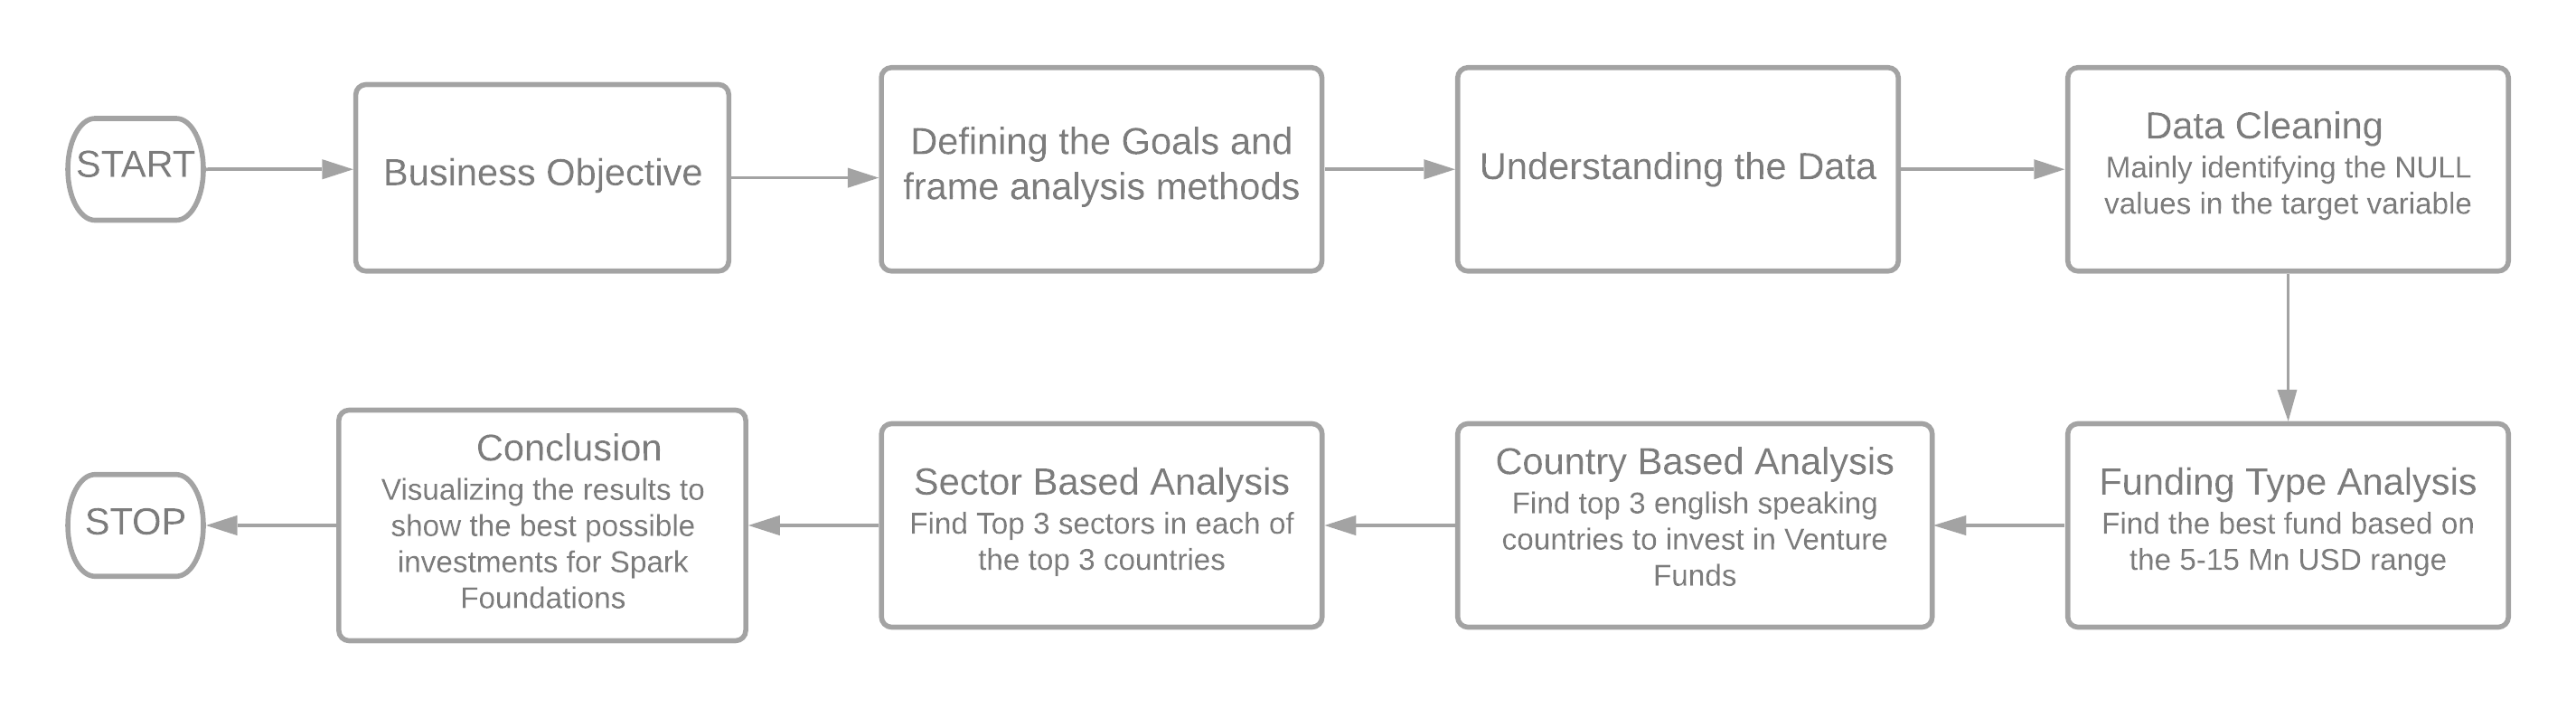 START
Business Objective
Defining the Goals and
frame analysis methods
Understanding the Data
Data Cleaning
Mainly identifying the NULL
values in the target variable
Funding Type Analysis
Find the best fund based on
the 5-15 Mn USD range
Country Based Analysis
Find top 3 english speaking
countries to invest in Venture
Funds
Sector Based Analysis
Find Top 3 sectors in each of
the top 3 countries
Conclusion
Visualizing the results to
show the best possible
investments for Spark
Foundations
STOP